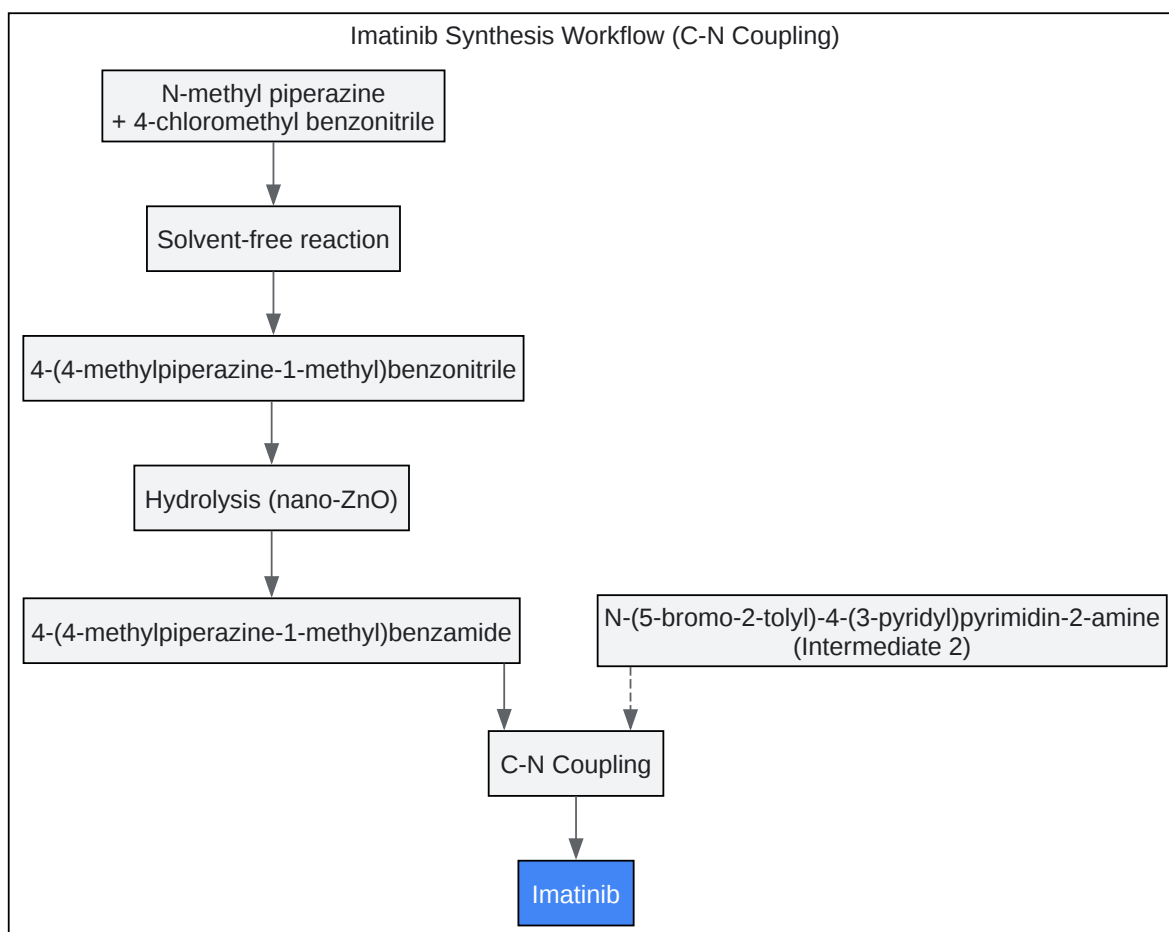 Imatinib Synthesis Workflow (C-N Coupling)
N-methyl piperazine
+ 4-chloromethyl benzonitrile
Solvent-free reaction
4-(4-methylpiperazine-1-methyl)benzonitrile
Hydrolysis (nano-ZnO)
4-(4-methylpiperazine-1-methyl)benzamide
N-(5-bromo-2-tolyl)-4-(3-pyridyl)pyrimidin-2-amine
(Intermediate 2)
C-N Coupling
Imatinib